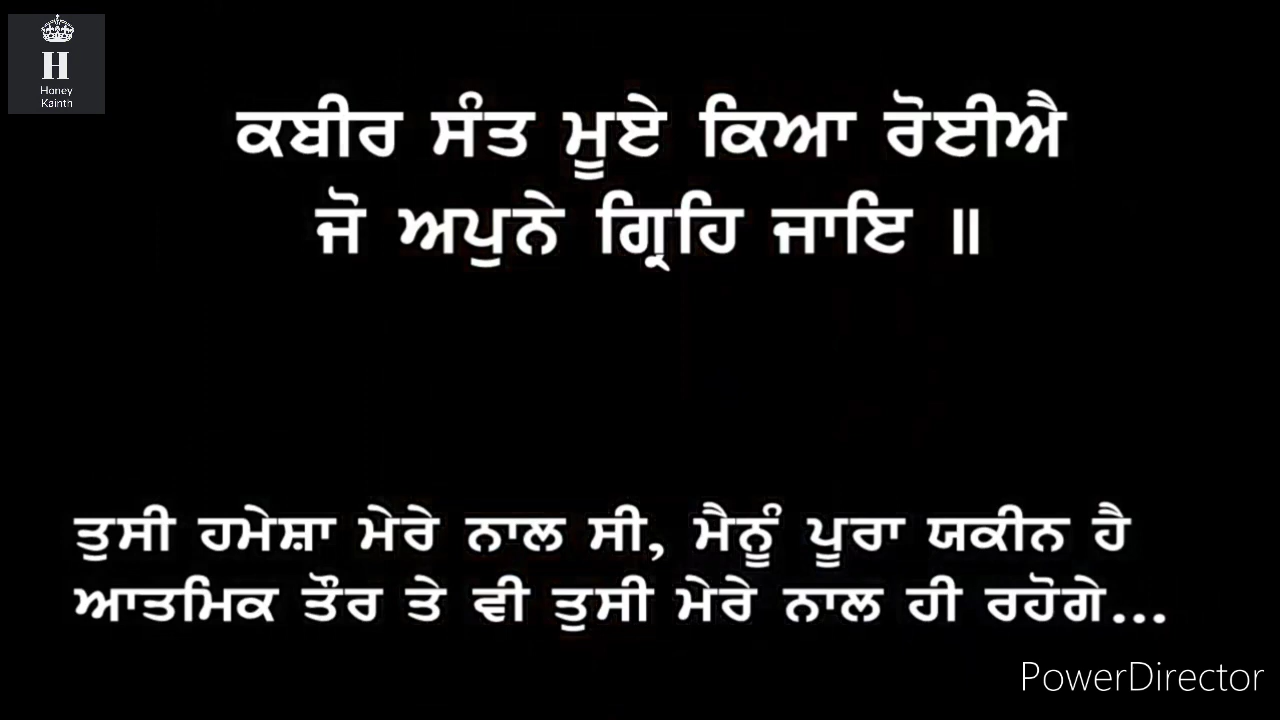 H
Honey
Kainth
ਕਬੀਰ ਸੰਤ ਮੂਏ ਕਿਆ ਰੋਈਐ
ਜੋ ਅਪੁਨੇ ਗ੍ਰਿਹਿ ਜਾਇ ॥
ਤੁਸੀ ਹਮੇਸ਼ਾ ਮੇਰੇ ਨਾਲ ਸੀ, ਮੈਨੂੰ ਪੂਰਾ ਯਕੀਨ ਹੈ
ਆਤਮਿਕ ਤੌਰ ਤੇ ਵੀ ਤੁਸੀ ਮੇਰੇ ਨਾਲ ਹੀ ਰਹੋਗੇ...
PowerDirector